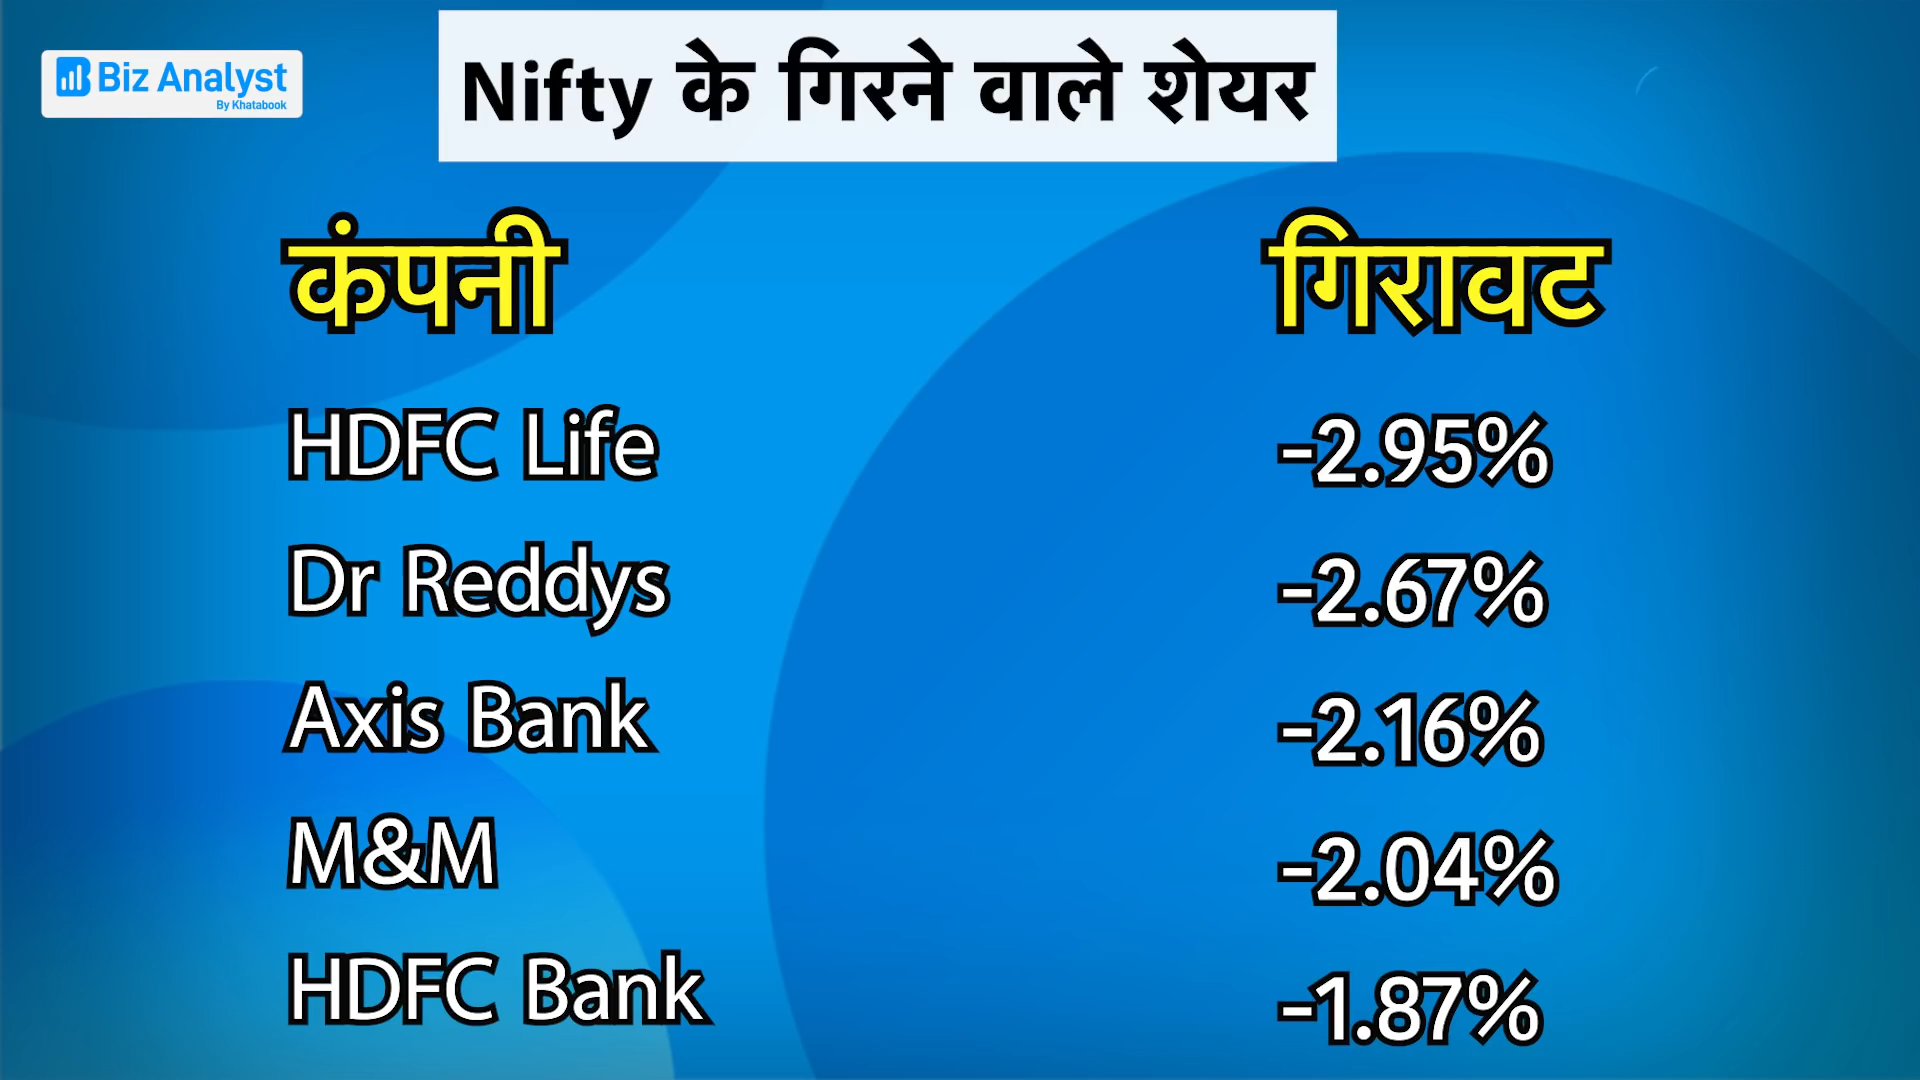 Biz Analyst
By Khatabook
Nifty के गिरने वाले शेयर
कंपनी गिरावट
HDFC Life -2.95%
Dr Reddys -2.67%
Axis Bank -2.16%
M&M -2.04%
HDFC Bank -1.87%